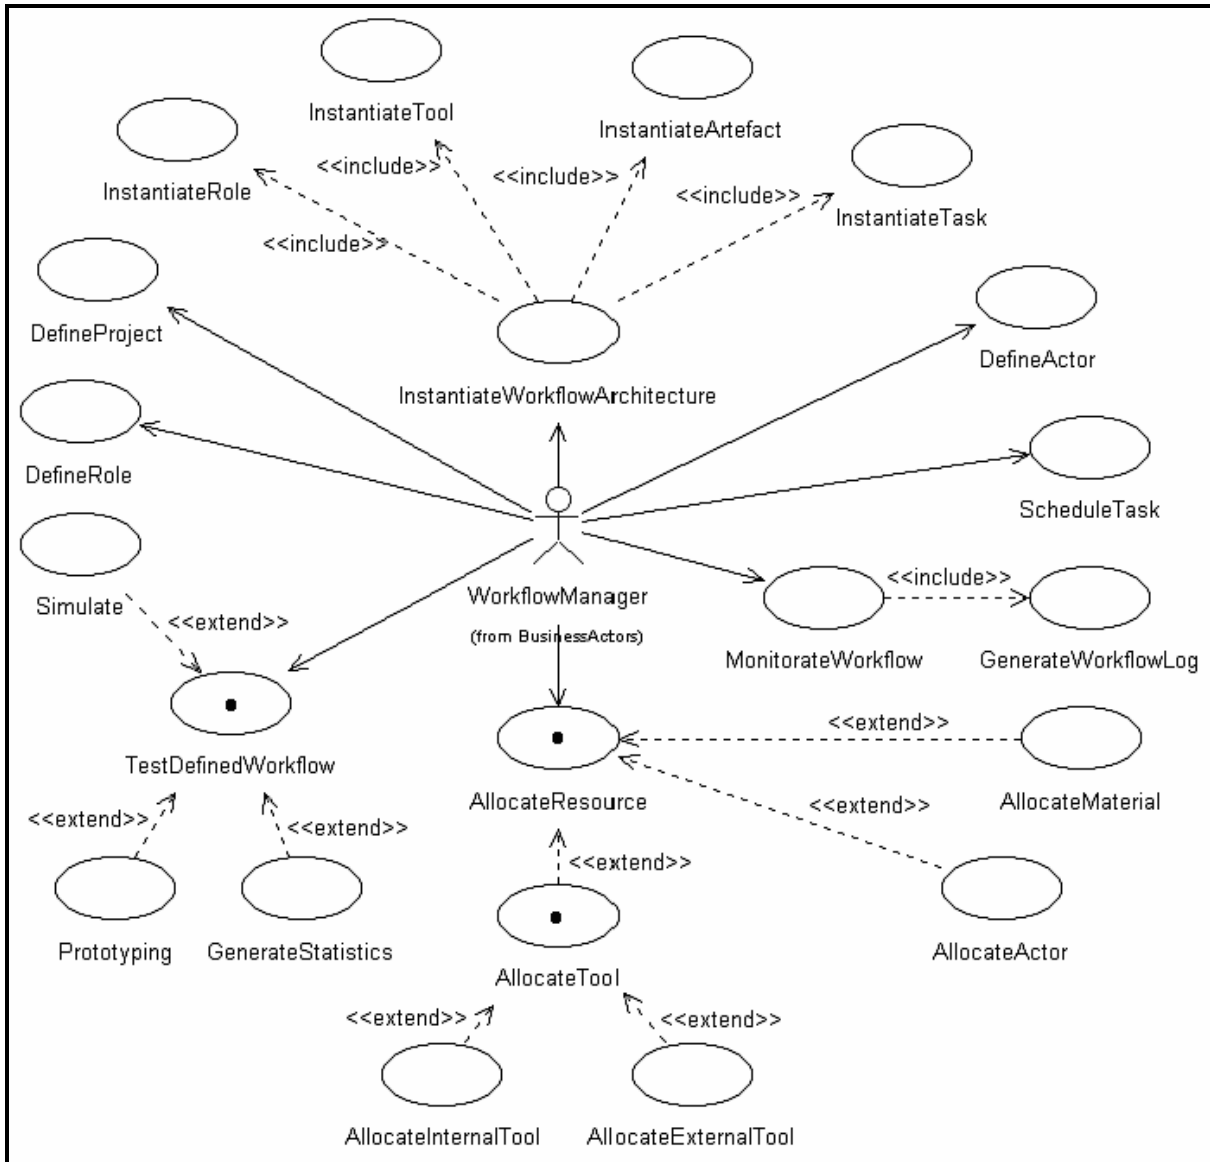 InstantiateTool
InstantiateArtefact
<<include>>
<<include>>
InstantiateRole
<<include>>
InstantiateTask
<<include>>
DefineProject
DefineActor
InstantiateWorkflowArchitecture
DefineRole
ScheduleTask
<<include>>
Simulate
WorkflowManager
<<extend>>
(from BusinessActors)
MonitorateWorkflow
GenerateWorkflowLog
<<extend>>
TestDefinedWorkflow
AllocateResource
AllocateMaterial
<<extend>>
<<extend>>
<<extend>>
<<extend>>
Prototyping
GenerateStatistics
AllocateActor
AllocateTool
<<extend>>
<<extend>>
AllocateInternalTool
AllocateExternalTool